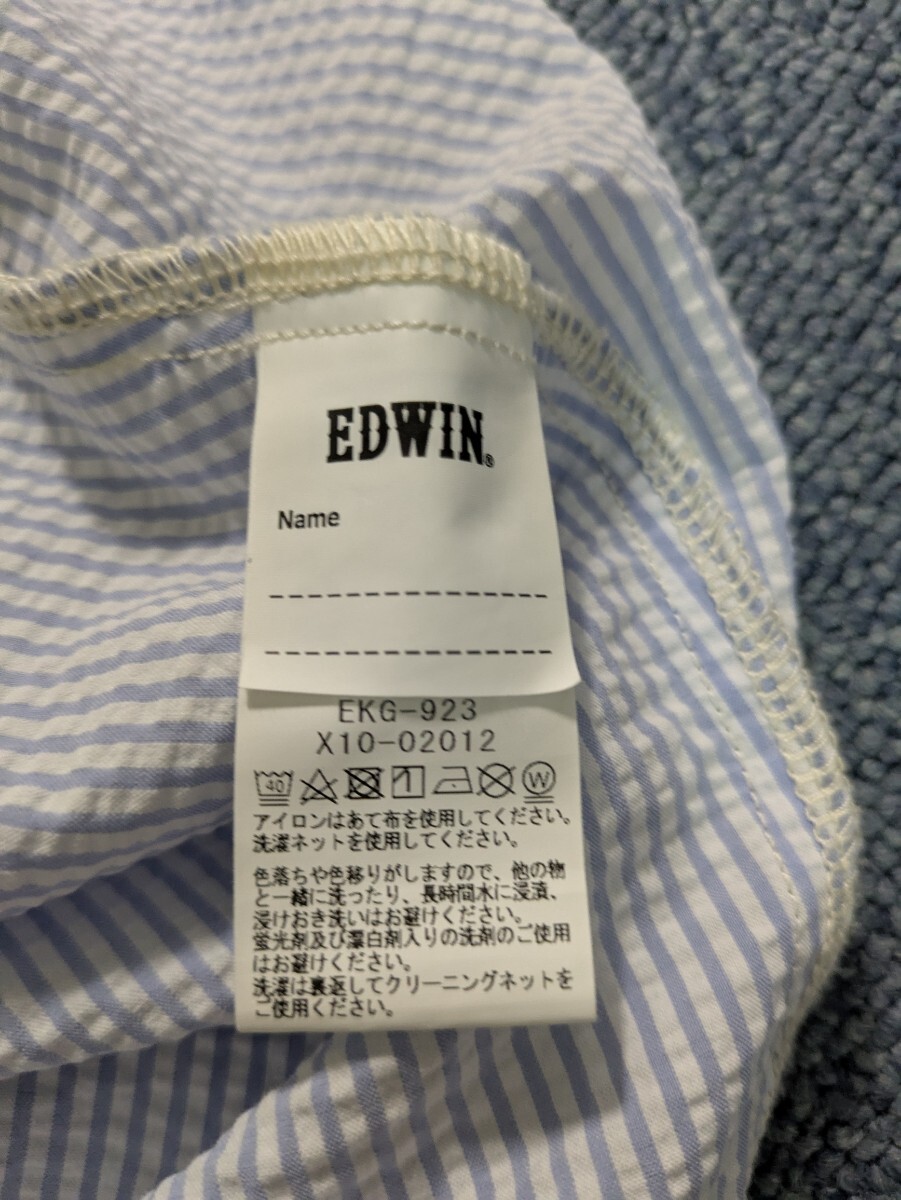 EDWIN®
Name
EKG-923
X10-02012
40 W
アイロンはあて布を使用してください。
洗濯ネットを使用してください。
色落ちや色移りがしますので、他の物
と一緒に洗ったり、長時間水に浸漬、
浸けおき洗いはお避けください。
蛍光剤及び漂白剤入りの洗剤のご使用
はお避けください。
洗濯は裏返してクリーニングネットを
ご使用ください。